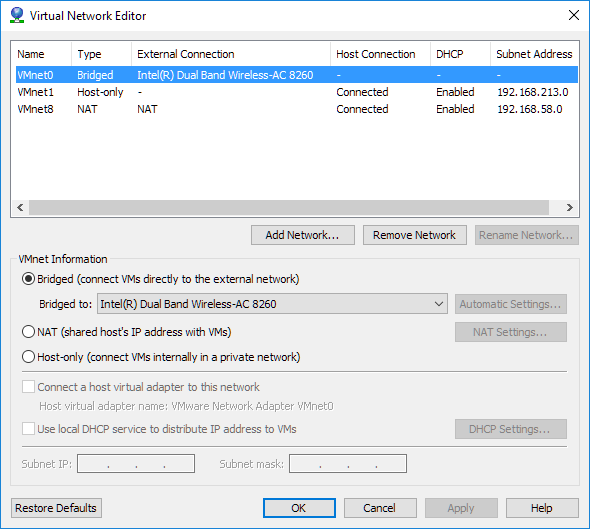 Virtual Network Editor
Name Type External Connection Host Connection DHCP Subnet Address
VMnet0 Bridged Intel(R) Dual Band Wireless-AC 8260 - - -
VMnet1 Host-only - Connected Enabled 192.168.213.0
VMnet8 NAT NAT Connected Enabled 192.168.58.0
Add Network... Remove Network Rename Network...
VMnet Information
Bridged (connect VMs directly to the external network)
Bridged to: Intel(R) Dual Band Wireless-AC 8260 Automatic Settings...
NAT (shared host's IP address with VMs) NAT Settings...
Host-only (connect VMs internally in a private network)
Connect a host virtual adapter to this network
Host virtual adapter name: VMware Network Adapter VMnet0
Use local DHCP service to distribute IP address to VMs DHCP Settings...
Subnet IP: . . . Subnet mask: . . .
Restore Defaults OK Cancel Apply Help